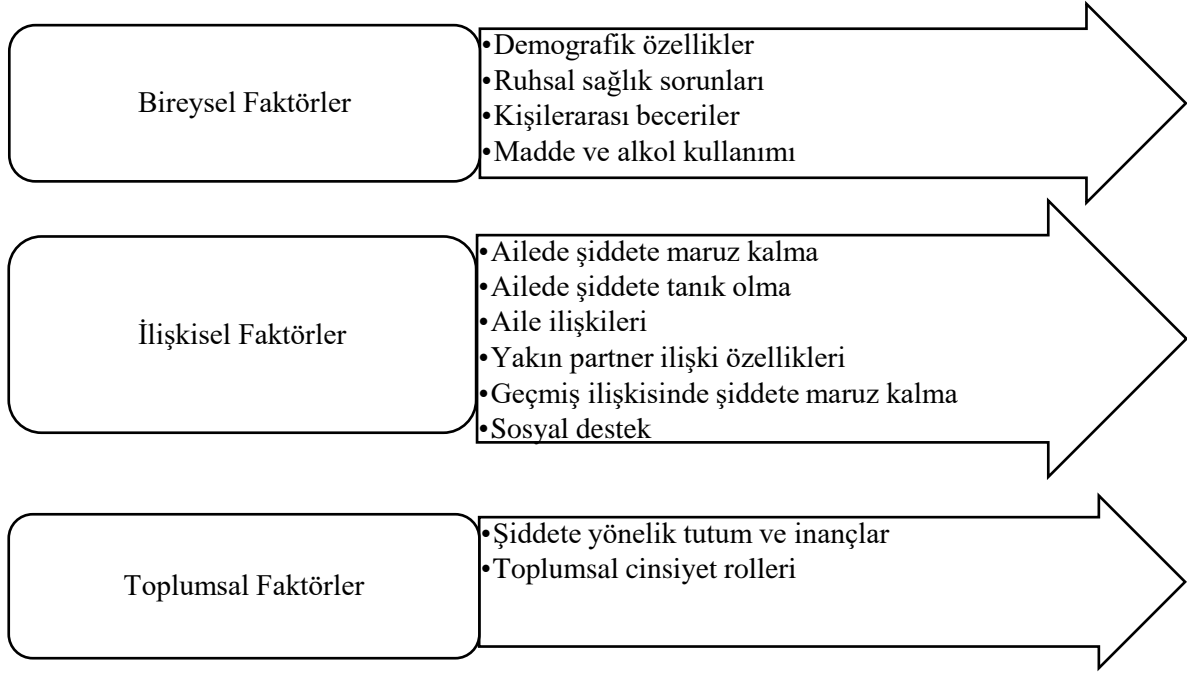 Bireysel Faktörler
•Demografik özellikler
•Ruhsal sağlık sorunları
•Kişilerarası beceriler
•Madde ve alkol kullanımı
İlişkisel Faktörler
•Ailede şiddete maruz kalma
•Ailede şiddete tanık olma
•Aile ilişkileri
•Yakın partner ilişki özellikleri
•Geçmiş ilişkisinde şiddete maruz kalma
•Sosyal destek
Toplumsal Faktörler
•Şiddete yönelik tutum ve inançlar
•Toplumsal cinsiyet rolleri